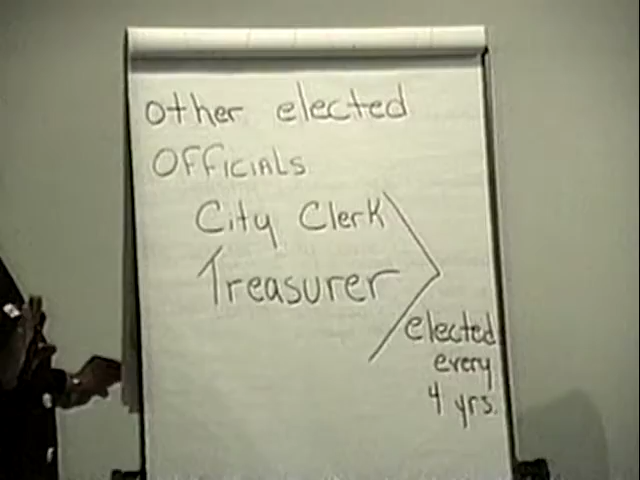 Other elected
OFFICIALS
City Clerk
Treasurer
elected
every
4 yrs.